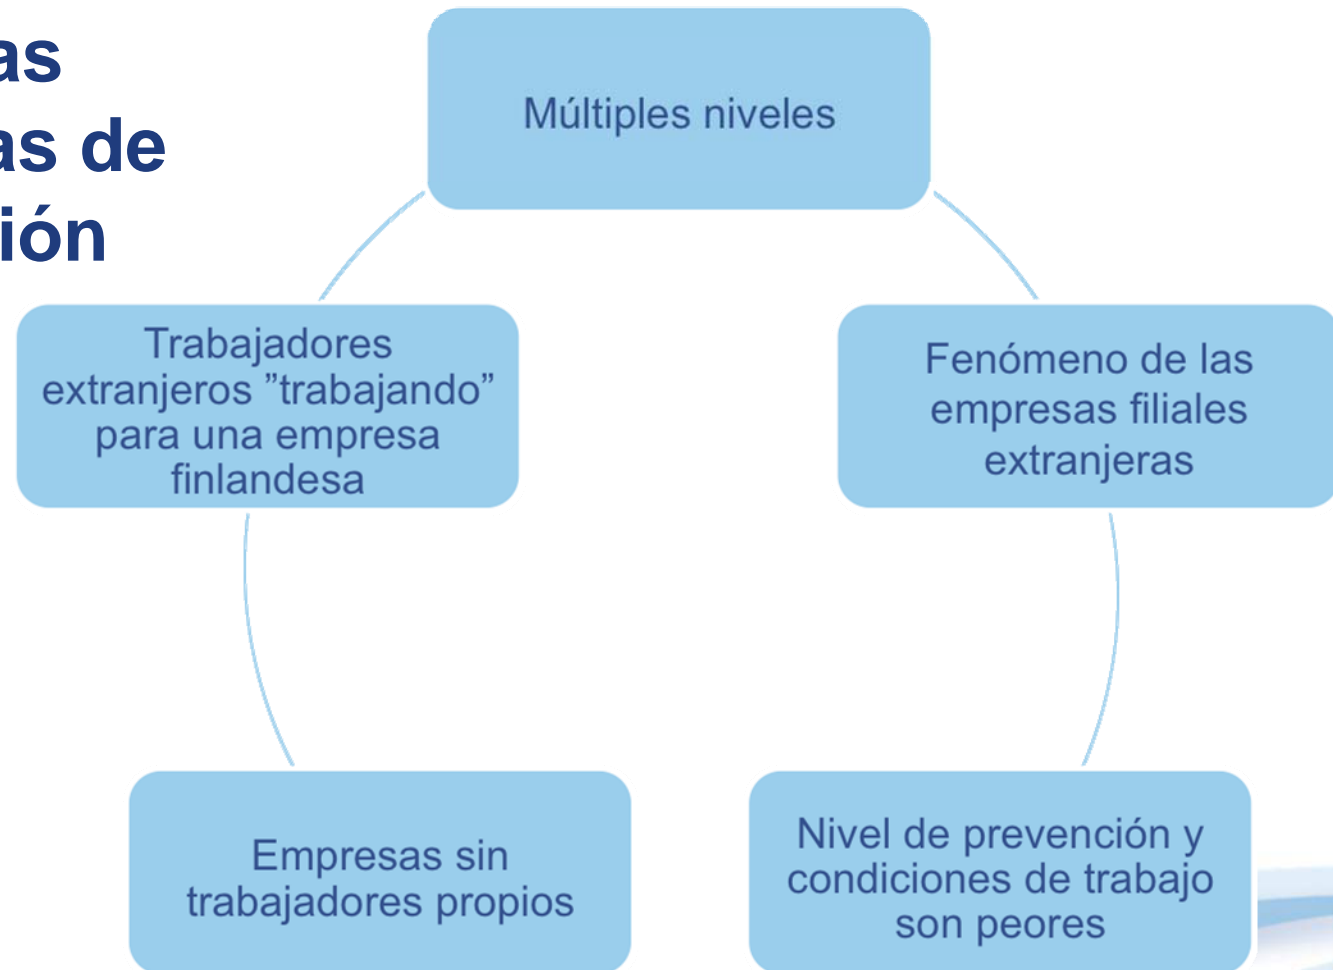 as
as de
ión
Múltiples niveles
Trabajadores
extranjeros ”trabajando”
para una empresa
finlandesa
Fenómeno de las
empresas filiales
extranjeras
Empresas sin
trabajadores propios
Nivel de prevención y
condiciones de trabajo
son peores